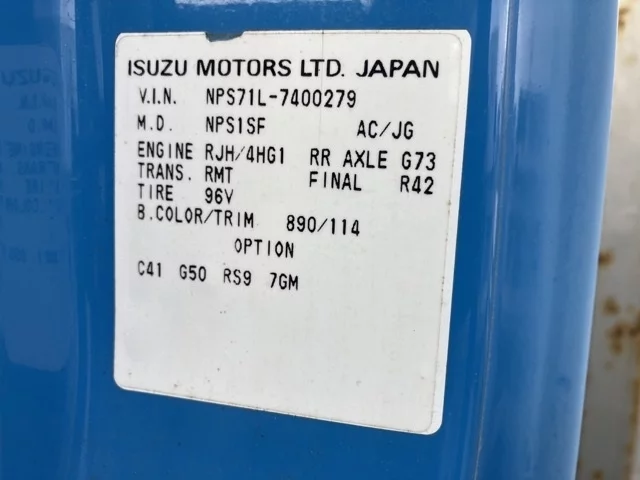 ISUZU MOTORS LTD. JAPAN
V.I.N. NPS71L-7400279
M.D. NPS1SF AC/JG
ENGINE RJH/4HG1 RR AXLE G73
TRANS. RMT FINAL R42
TIRE 96V
B.COLOR/TRIM 890/114
OPTION
C41 G50 RS9 7GM